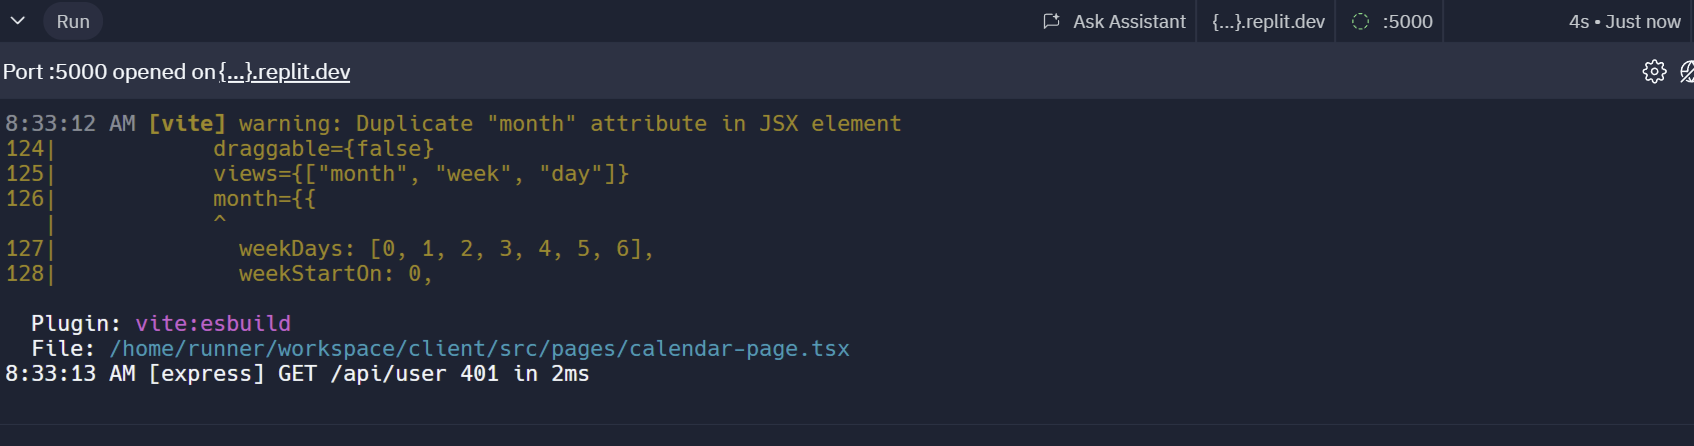 Run Ask Assistant {...}.replit.dev :5000 4s • Just now
Port :5000 opened on {...}.replit.dev
8:33:12 AM [vite] warning: Duplicate "month" attribute in JSX element
124|            draggable={false}
125|            views={["month", "week", "day"]}
126|            month={{
   |            ^
127|              weekDays: [0, 1, 2, 3, 4, 5, 6],
128|              weekStartOn: 0,
  Plugin: vite:esbuild
  File: /home/runner/workspace/client/src/pages/calendar-page.tsx
8:33:13 AM [express] GET /api/user 401 in 2ms